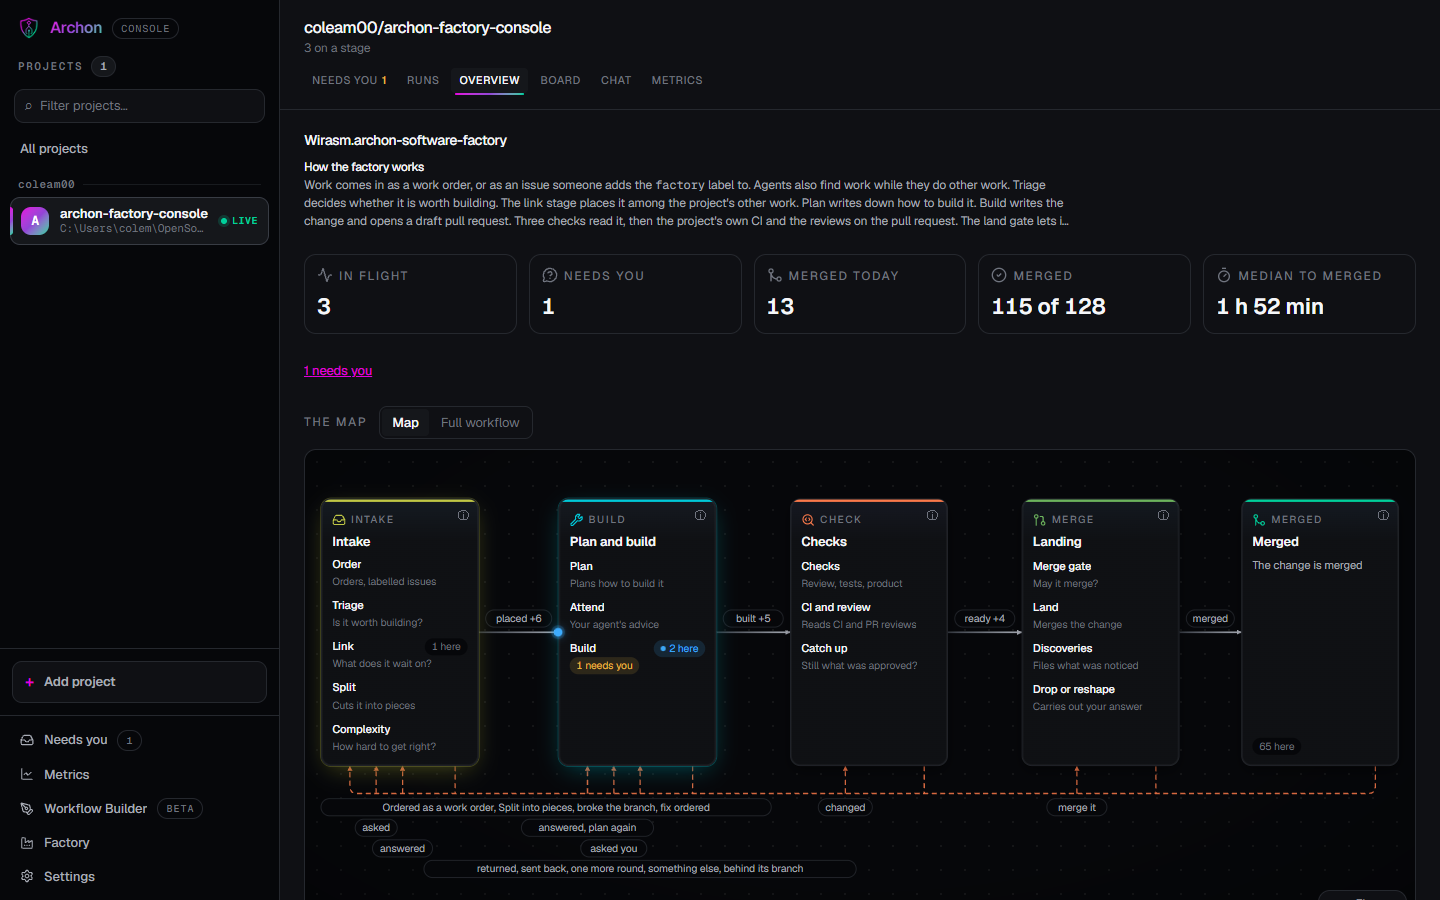 Archon
CONSOLE
PROJECTS 1
Filter projects...
All projects
coleam00
A
archon-factory-console
C:\Users\colem\OpenSo...
LIVE
Add project
Needs you 1
Metrics
Workflow Builder BETA
Factory
Settings
coleam00/archon-factory-console
3 on a stage
NEEDS YOU 1 RUNS OVERVIEW BOARD CHAT METRICS
Wirasm.archon-software-factory
How the factory works
Work comes in as a work order, or as an issue someone adds the factory label to. Agents also find work while they do other work. Triage
decides whether it is worth building. The link stage places it among the project's other work. Plan writes down how to build it. Build writes the
change and opens a draft pull request. Three checks read it, then the project's own CI and the reviews on the pull request. The land gate lets i...
IN FLIGHT
3
NEEDS YOU
1
MERGED TODAY
13
MERGED
115 of 128
MEDIAN TO MERGED
1 h 52 min
1 needs you
THE MAP Map Full workflow
INTAKE
Intake
Order
Orders, labelled issues
Triage
Is it worth building?
Link 1 here
What does it wait on?
Split
Cuts it into pieces
Complexity
How hard to get right?
placed +6
BUILD
Plan and build
Plan
Plans how to build it
Attend
Your agent's advice
Build 2 here
1 needs you
built +5
CHECK
Checks
Checks
Review, tests, product
CI and review
Reads CI and PR reviews
Catch up
Still what was approved?
ready +4
MERGE
Landing
Merge gate
May it merge?
Land
Merges the change
Discoveries
Files what was noticed
Drop or reshape
Carries out your answer
merged
MERGED
Merged
The change is merged
65 here
Ordered as a work order, Split into pieces, broke the branch, fix ordered
changed
merge it
asked
answered, plan again
answered
asked you
returned, sent back, one more round, something else, behind its branch